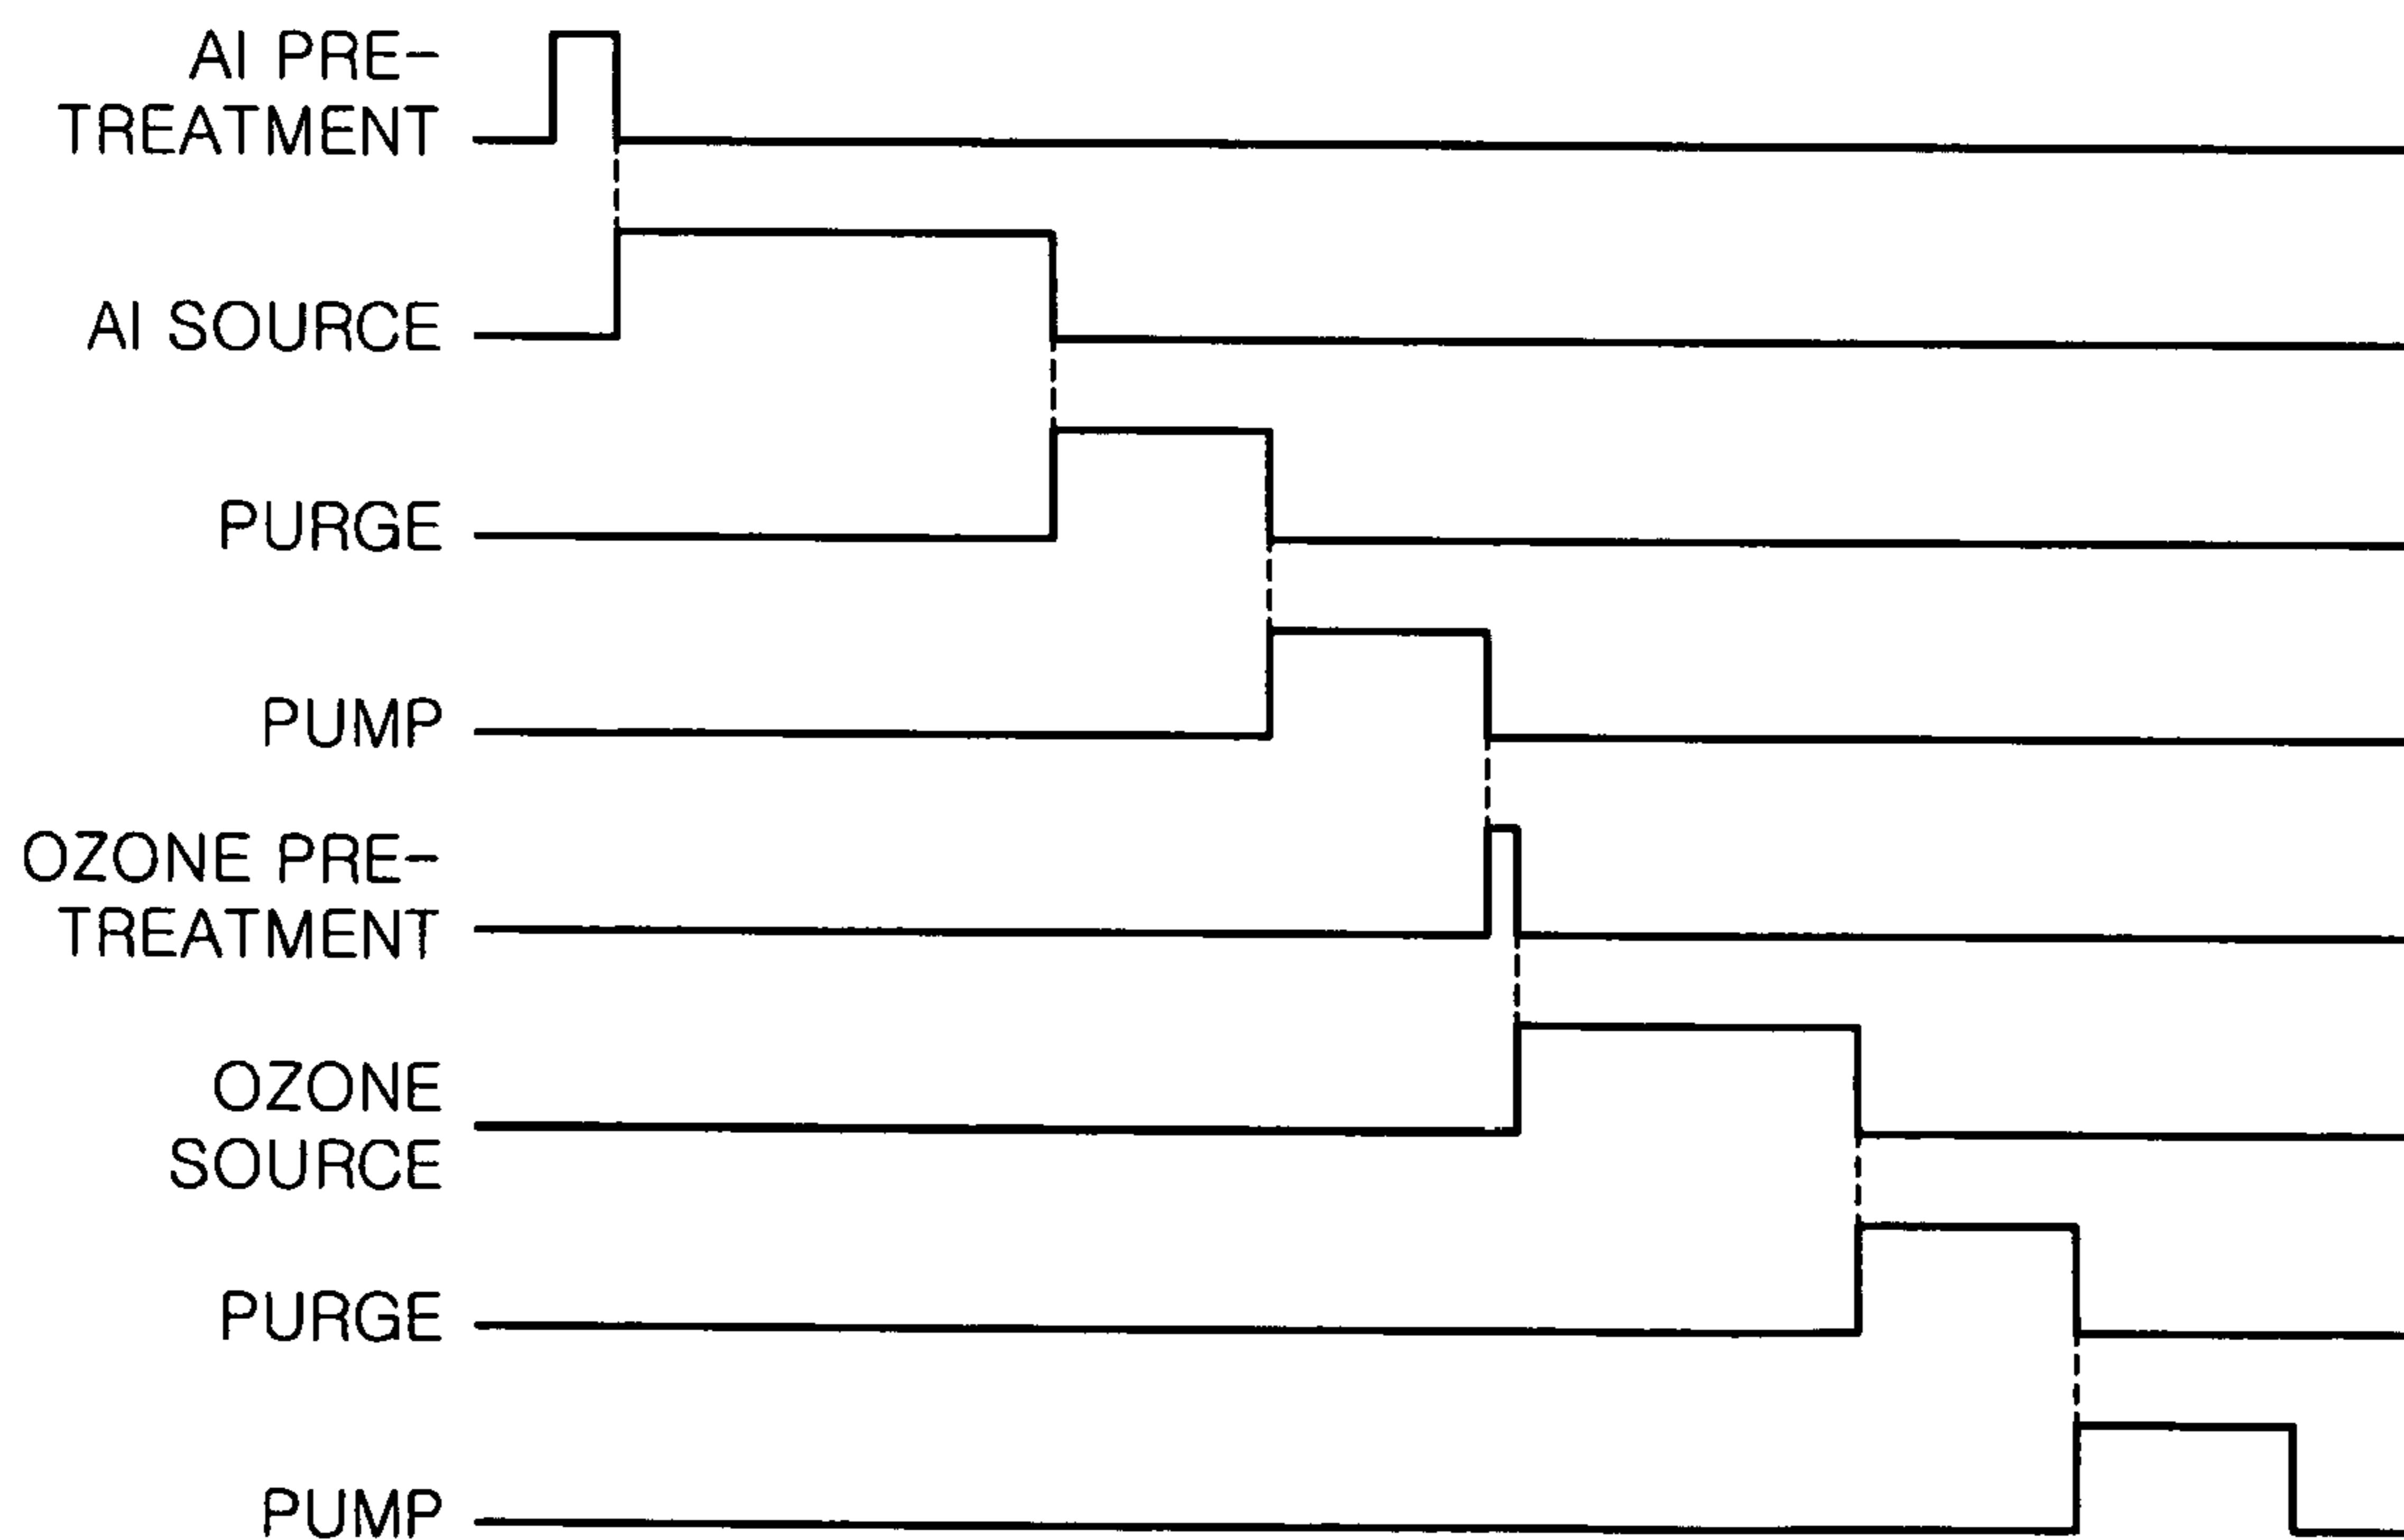 Al PRE-
TREATMENT
Al SOURCE
PURGE
PUMP
OZONE PRE-
TREATMENT
OZONE
SOURCE
PURGE
PUMP